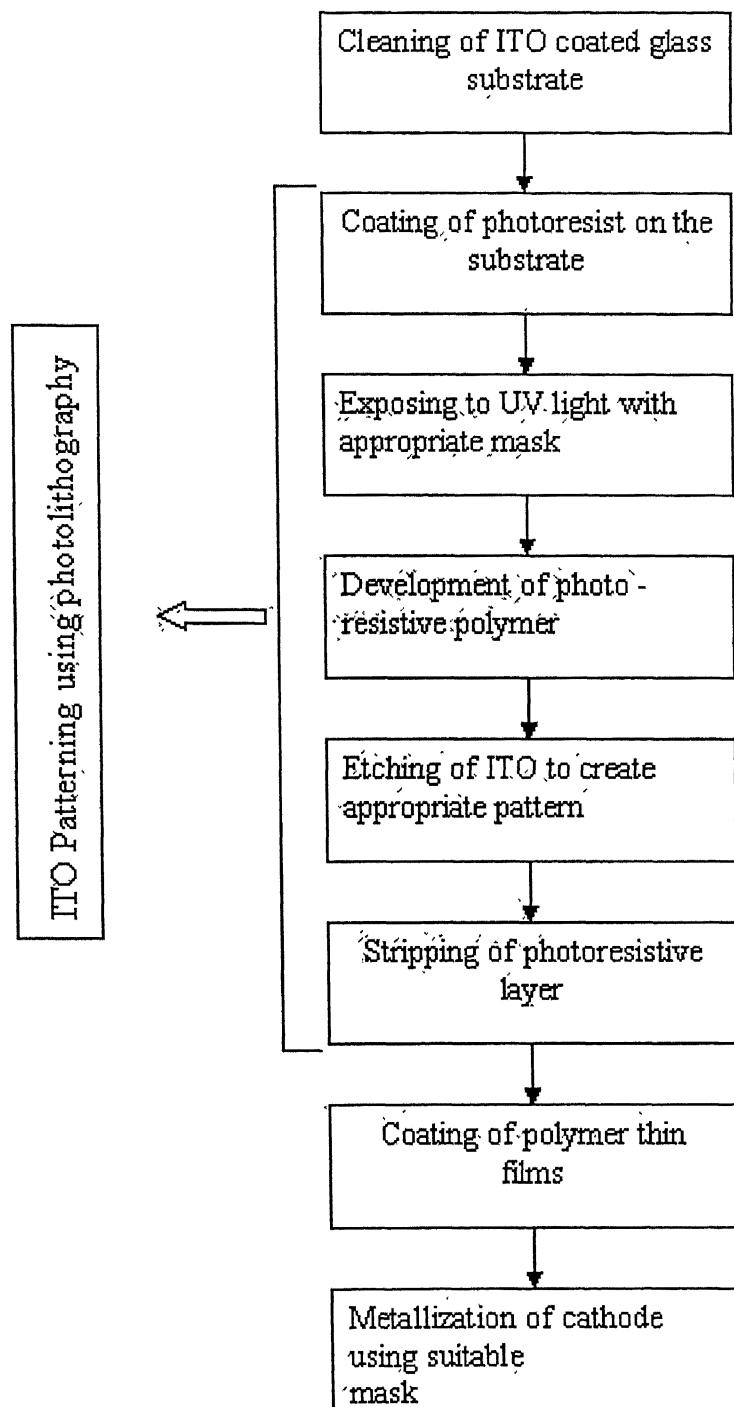 Cleaning of ITO coated glass
substrate
Coating of photoresist on the
substrate
Exposing to UV light with
appropriate mask
Development of photo -
resistive polymer
Etching of ITO to create
appropriate pattern
Stripping of photoresistive
layer
Coating of polymer thin
films
Metallization of cathode
using suitable
mask
ITO Patterning using photolithography